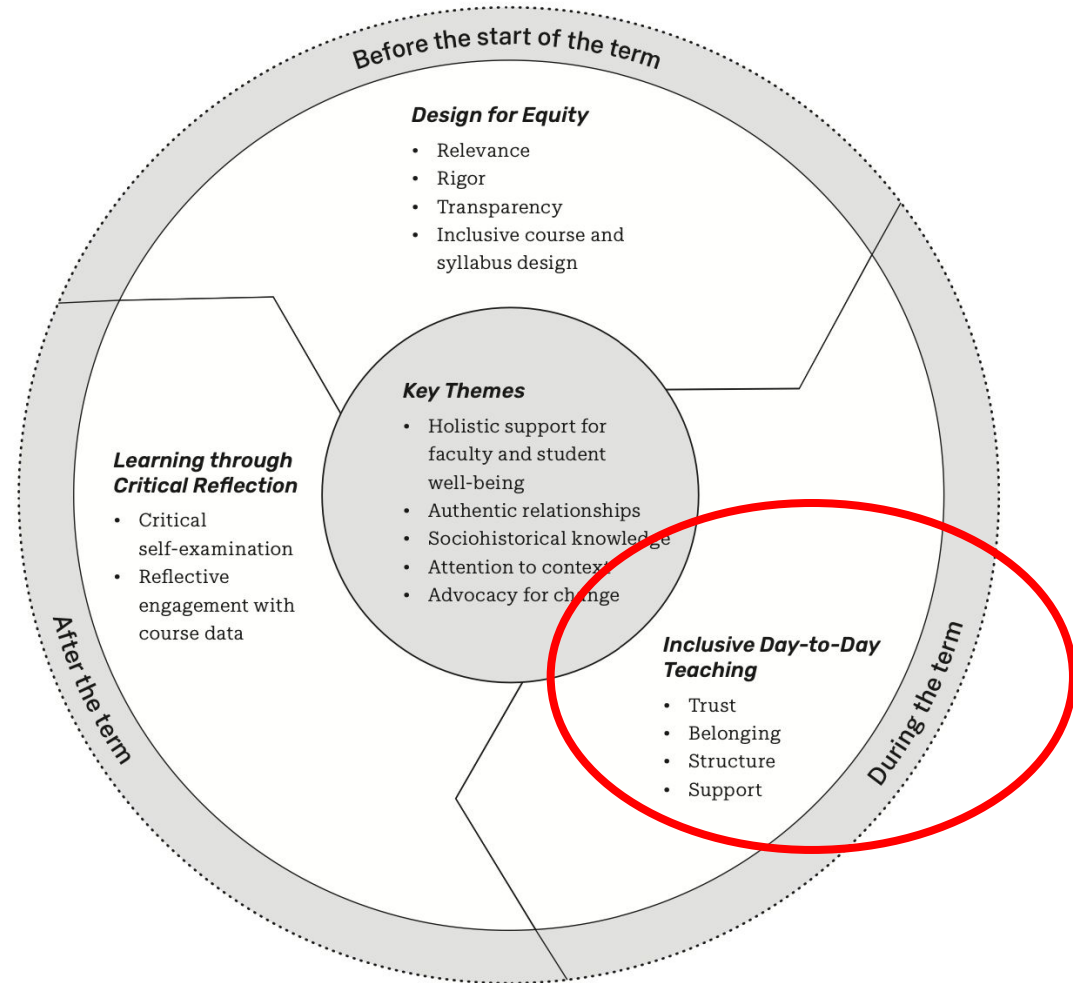 Before the start of the term
Design for Equity
• Relevance
• Rigor
• Transparency
• Inclusive course and
syllabus design
Key Themes
• Holistic support for
faculty and student
well-being
• Authentic relationships
• Sociohistorical knowledge
• Attention to context
• Advocacy for change
Learning through
Critical Reflection
• Critical
self-examination
• Reflective
engagement with
course data
After the term
Inclusive Day-to-Day
Teaching
• Trust
• Belonging
• Structure
• Support
During the term